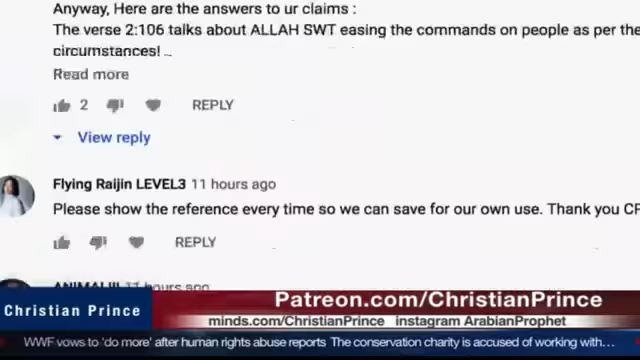 Anyway, Here are the answers to ur claims :
The verse 2:106 talks about ALLAH SWT easing the commands on people as per the
circumstances! ...
Read more
2 REPLY
View reply
Flying Raijin LEVEL3 11 hours ago
Please show the reference every time so we can save for our own use. Thank you CP
REPLY
11 hours ago
Christian Prince
Patreon.com/ChristianPrince
minds.com/ChristianPrince instagram ArabianProphet
WWF vows to 'do more' after human rights abuse reports The conservation charity is accused of working with...